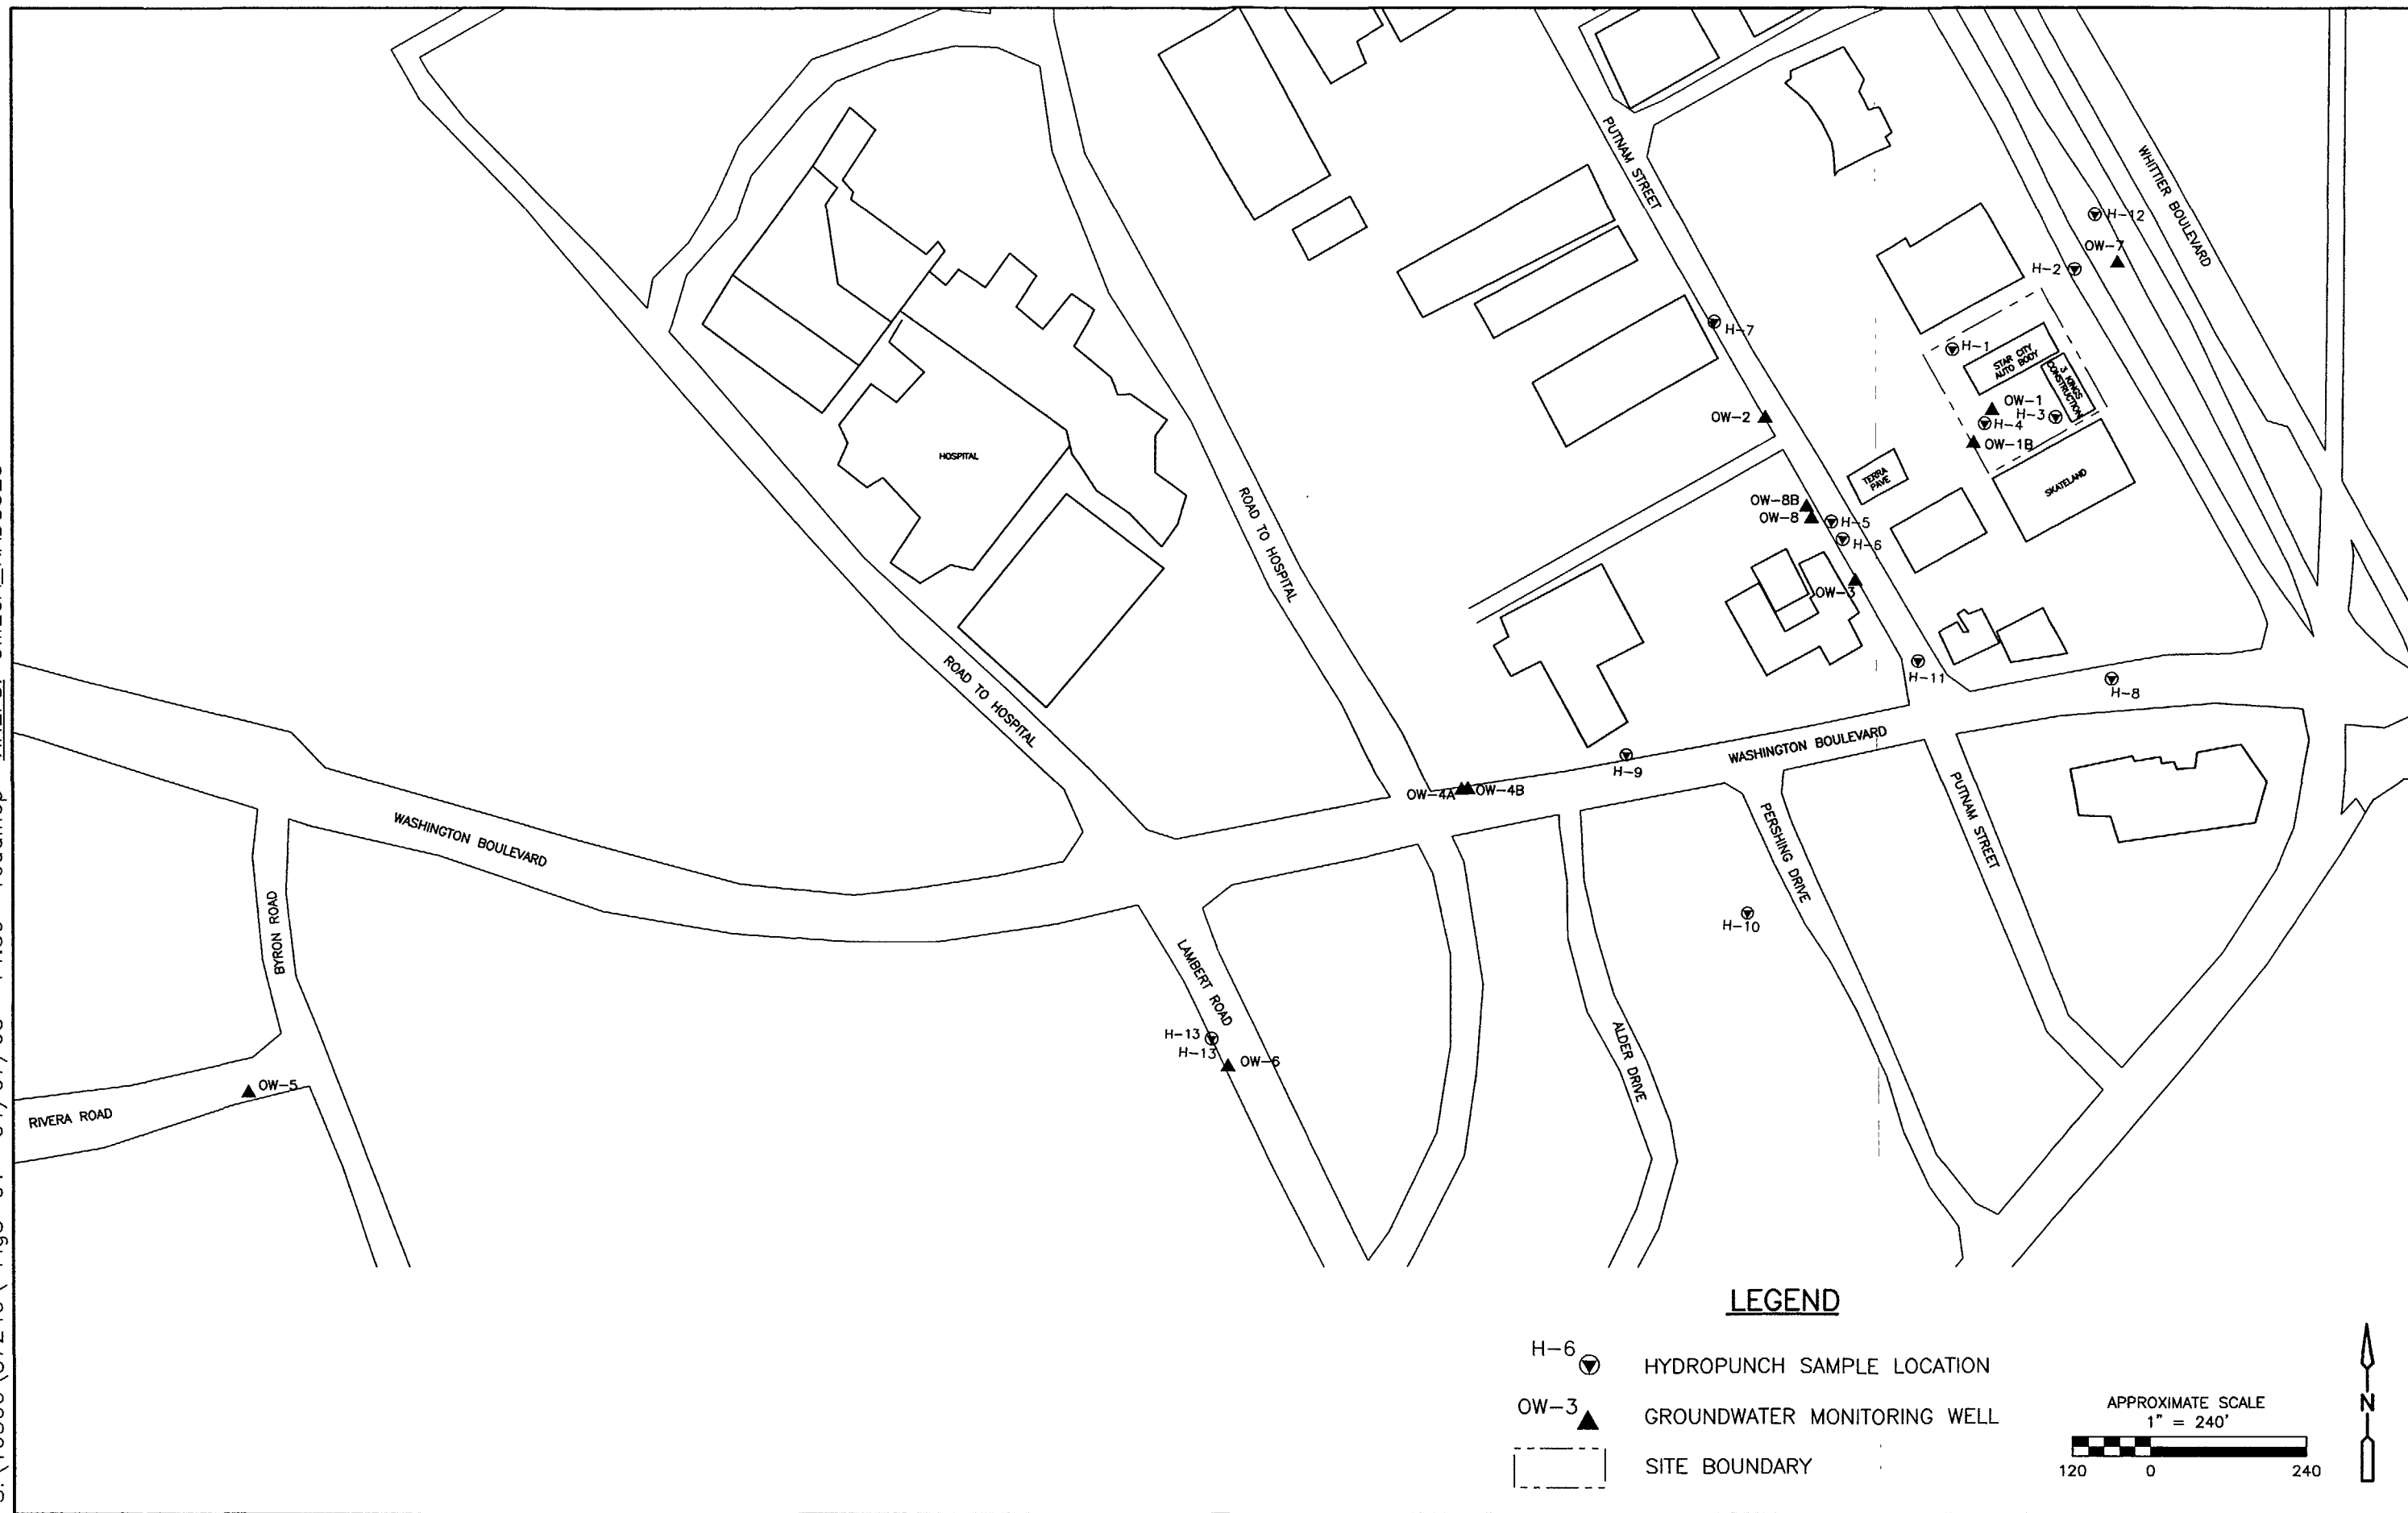 PUTNAM STREET
WHITTIER BOULEVARD
H-12
OW-7
H-2
H-7
H-1
STAR CITY
AUTO BODY
3 KINGS
CONSTRUCTION
OW-1
H-3
H-4
OW-1B
OW-2
HOSPITAL
TERRA
PAVE
SKATELAND
ROAD TO HOSPITAL
OW-8B
OW-8
H-5
H-6
OW-3
ROAD TO HOSPITAL
H-11
H-8
WASHINGTON BOULEVARD
H-9
OW-4A
OW-4B
WASHINGTON BOULEVARD
PERSHING DRIVE
PUTNAM STREET
BYRON ROAD
H-10
LAMBERT ROAD
H-13
H-13
OW-6
ALDER DRIVE
OW-5
RIVERA ROAD
LEGEND
H-6
HYDROPUNCH SAMPLE LOCATION
OW-3
GROUNDWATER MONITORING WELL
SITE BOUNDARY
APPROXIMATE SCALE
1" = 240'
120 0 240
N